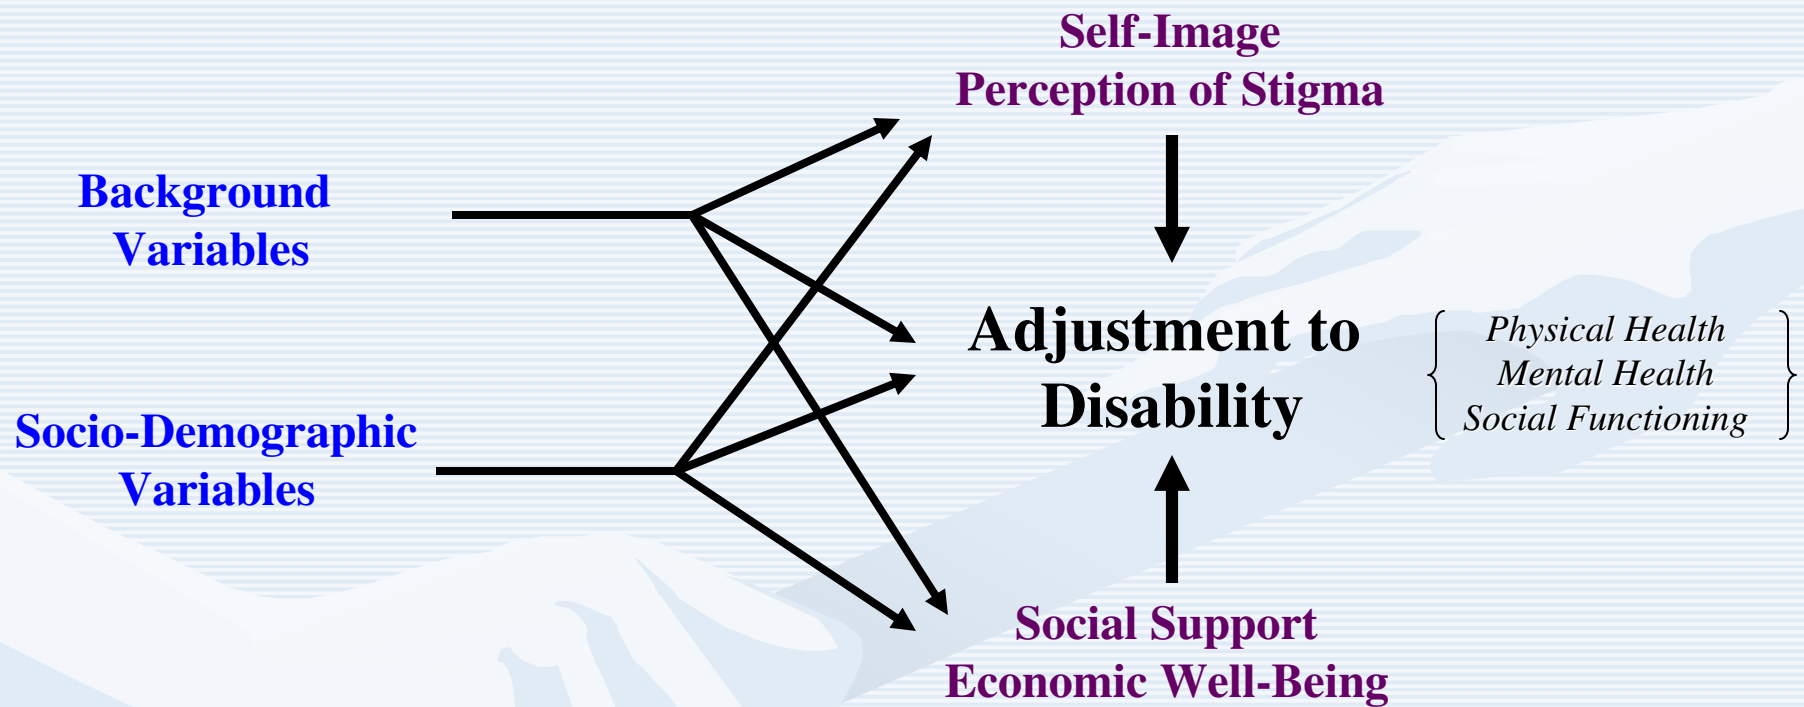 Self-Image
Perception of Stigma
Background
Variables
Adjustment to
Disability
Physical Health
Mental Health
Social Functioning
Socio-Demographic
Variables
Social Support
Economic Well-Being